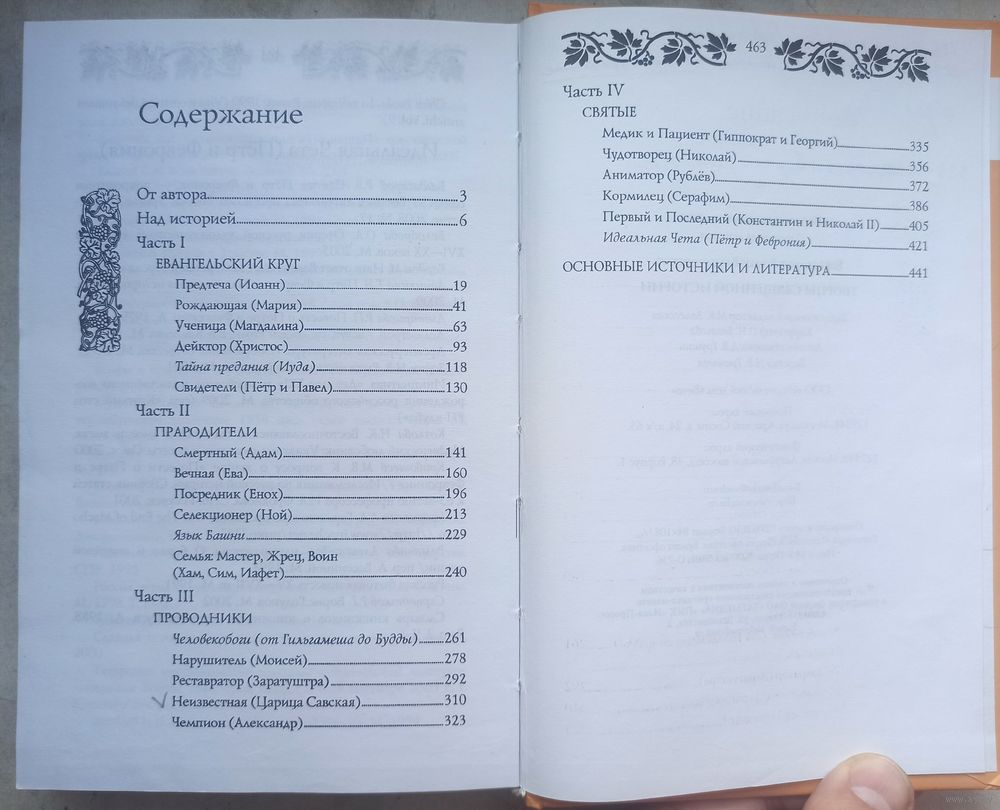 Содержание
От автора 3
Над историей 6
Часть I
ЕВАНГЕЛЬСКИЙ КРУГ
Предтеча (Иоанн) 19
Рождающая (Мария) 41
Ученица (Магдалина) 63
Дейктор (Христос) 93
Тайна предания (Иуда) 118
Свидетели (Пётр и Павел) 130
Часть II
ПРАРОДИТЕЛИ
Смертный (Адам) 141
Вечная (Ева) 160
Посредник (Енох) 196
Селекционер (Ной) 213
Язык Башни 229
Семья: Мастер, Жрец, Воин
(Хам, Сим, Иафет) 240
Часть III
ПРОВОДНИКИ
Человекобоги (от Гильгамеша до Будды) 261
Нарушитель (Моисей) 278
Реставратор (Заратуштра) 292
Неизвестная (Царица Савская) 310
Чемпион (Александр) 323
463
Часть IV
СВЯТЫЕ
Медик и Пациент (Гиппократ и Георгий) 335
Чудотворец (Николай) 356
Аниматор (Рублёв) 372
Кормилец (Серафим) 386
Первый и Последний (Константин и Николай II) 405
Идеальная Чета (Пётр и Феврония) 421
ОСНОВНЫЕ ИСТОЧНИКИ И ЛИТЕРАТУРА 441